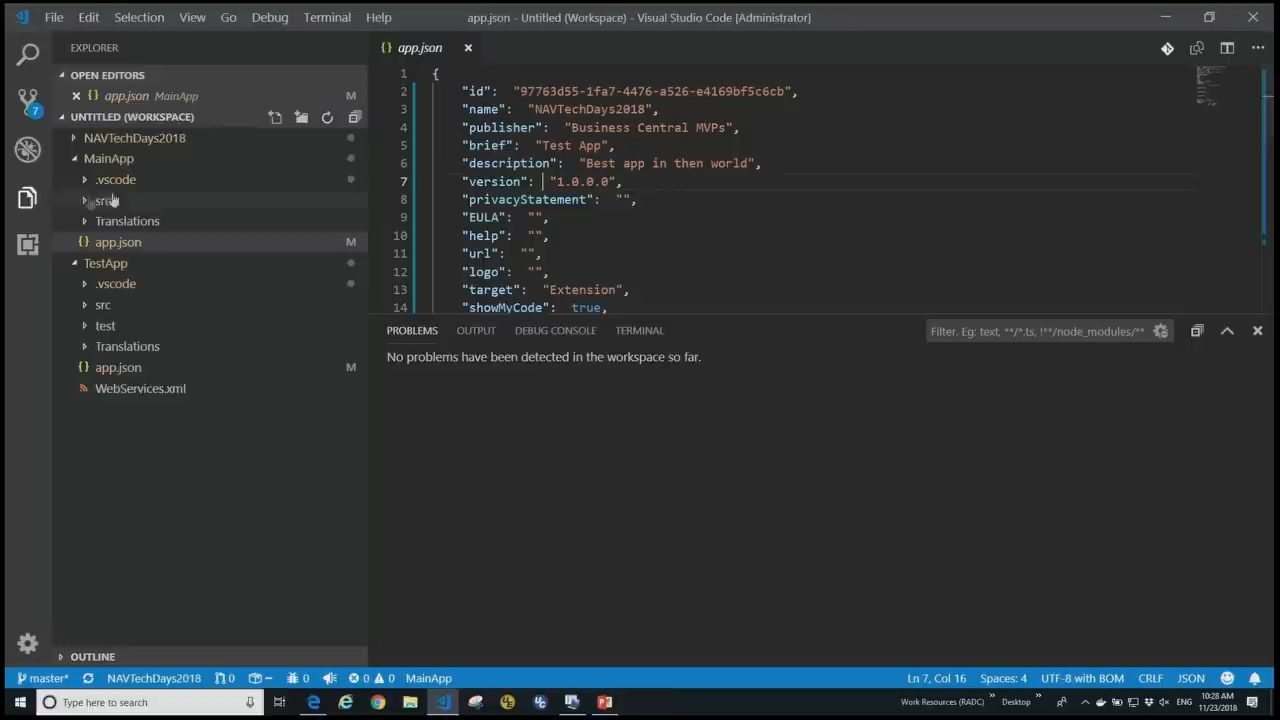 File Edit Selection View Go Debug Terminal Help
app.json - Untitled (Workspace) - Visual Studio Code [Administrator]
EXPLORER
OPEN EDITORS
app.json MainApp M
UNTITLED (WORKSPACE)
NAVTechDays2018
MainApp
.vscode
src
Translations
app.json M
TestApp
.vscode
src
test
Translations
app.json M
WebServices.xml
OUTLINE
7
{} app.json
1 {
2 "id": "97763d55-1fa7-4476-a526-e4169bf5c6cb",
3 "name": "NAVTechDays2018",
4 "publisher": "Business Central MVPs",
5 "brief": "Test App",
6 "description": "Best app in then world",
7 "version": "1.0.0.0",
8 "privacyStatement": "",
9 "EULA": "",
10 "help": "",
11 "url": "",
12 "logo": "",
13 "target": "Extension",
14 "showMyCode": true,
PROBLEMS OUTPUT DEBUG CONSOLE TERMINAL
Filter. Eg: text, **/*.ts, !**/node_modules/**
No problems have been detected in the workspace so far.
master* NAVTechDays2018 0 0 0 0 MainApp
Ln 7, Col 16 Spaces: 4 UTF-8 with BOM CRLF JSON
Type here to search
Work Resources (RADC) Desktop ENG
10:28 AM
11/23/2018